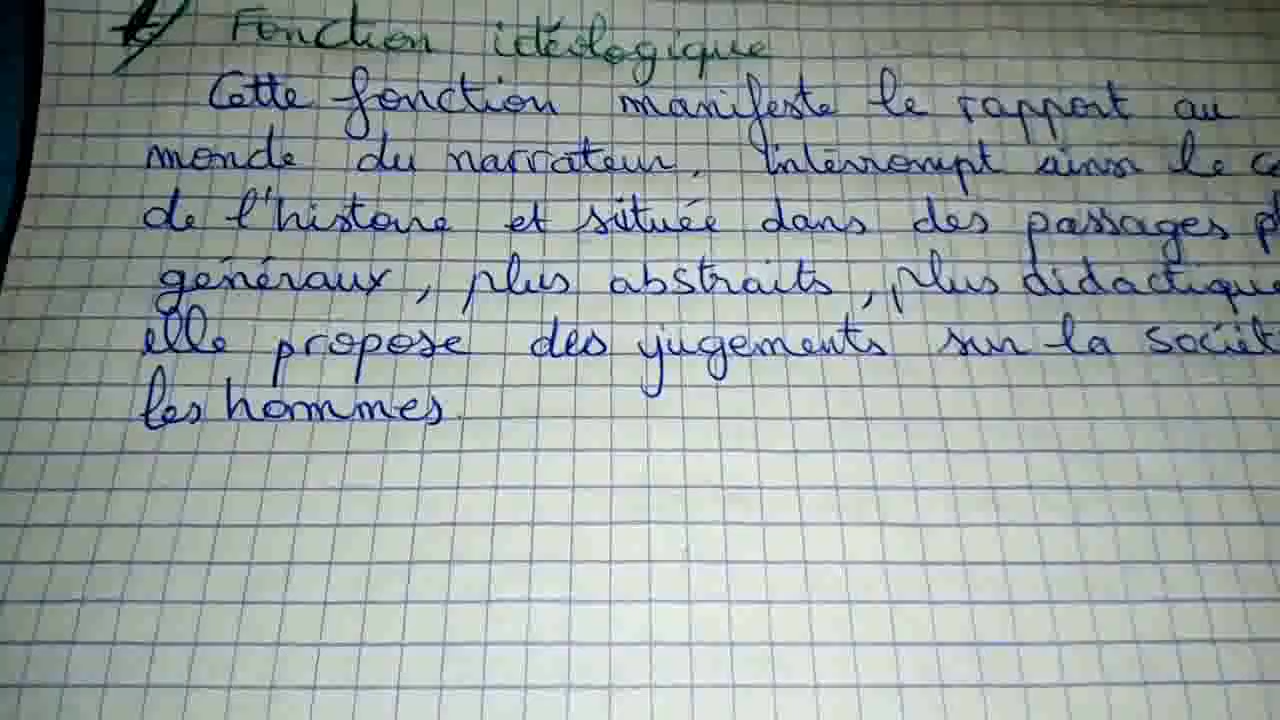 Fonction idéologique
Cette fonction manifeste le rapport au
monde du narrateur. Interrompt ainsi le
de l'histoire et située dans des passages
généraux, plus abstraits, plus didactique
elle propose des jugements sur la sociét
les hommes.